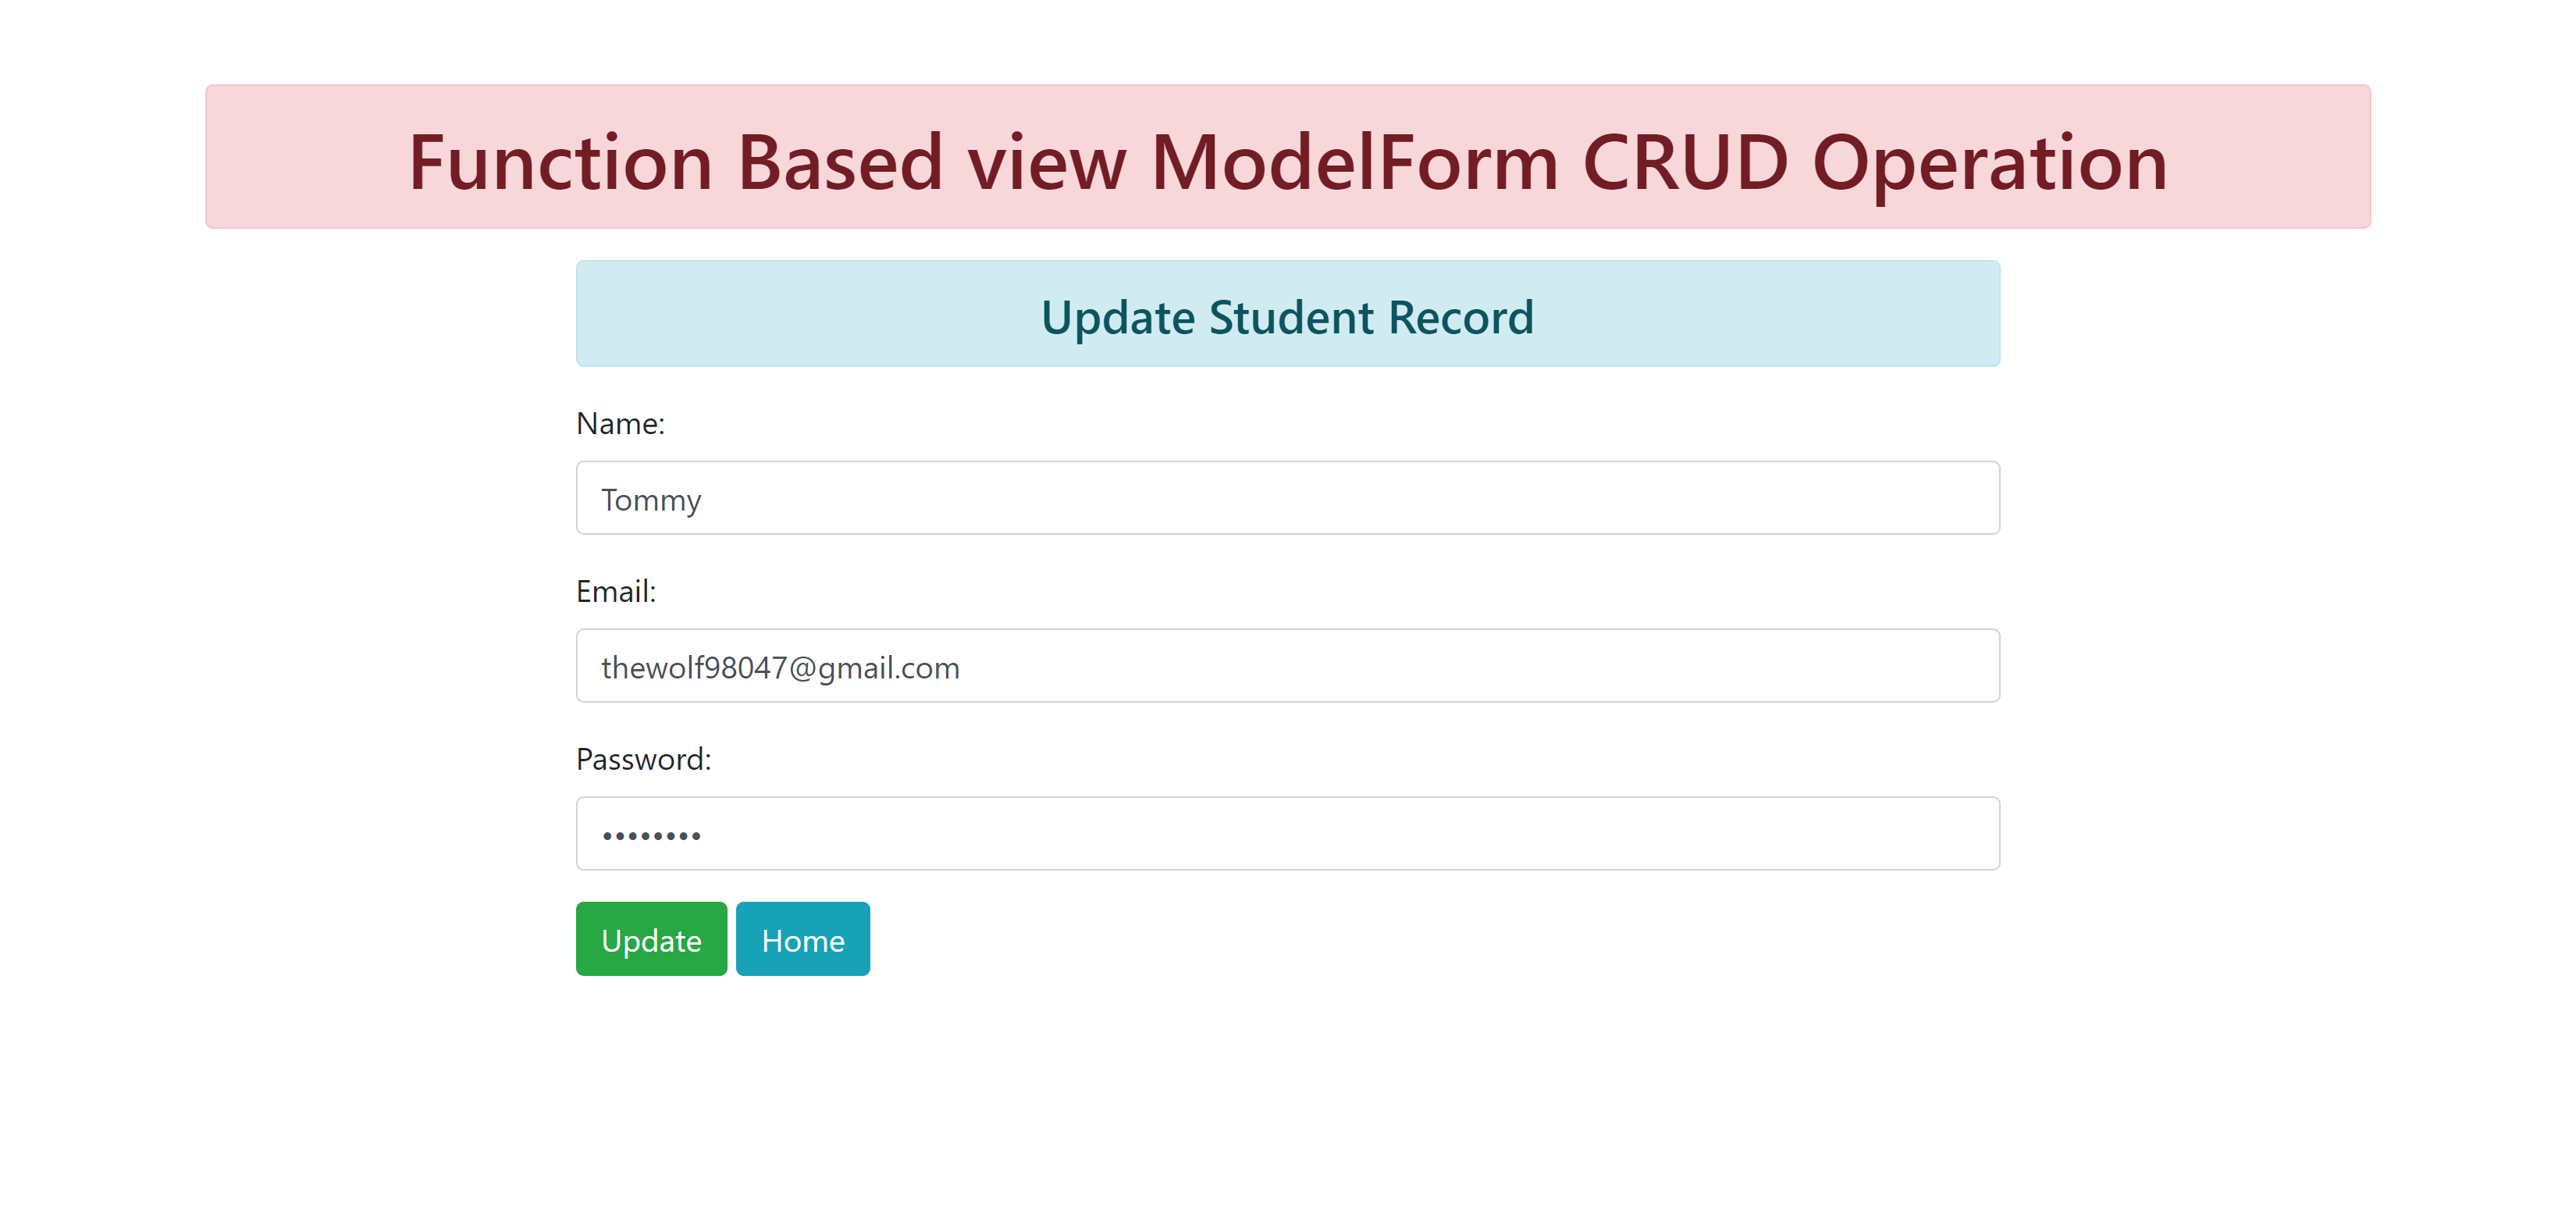 Function Based view ModelForm CRUD Operation
Update Student Record
Name:
Tommy
Email:
thewolf98047@gmail.com
Password:
••••••••
Update Home